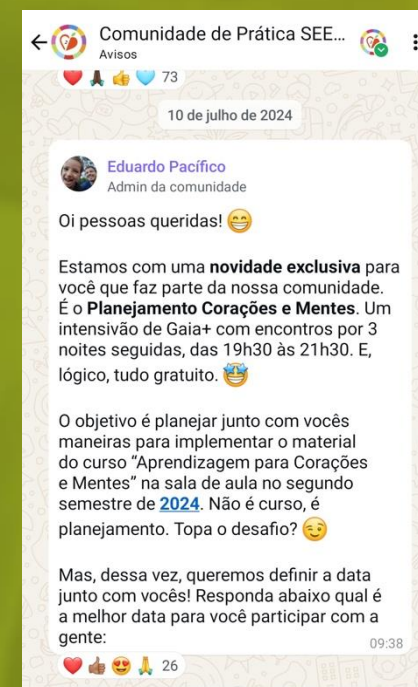 Comunidade de Prática SEE...
Avisos
73
10 de julho de 2024
Eduardo Pacífico
Admin da comunidade
Oi pessoas queridas! 😁
Estamos com uma novidade exclusiva para
você que faz parte da nossa comunidade.
É o Planejamento Corações e Mentes. Um
intensivão de Gaia+ com encontros por 3
noites seguidas, das 19h30 às 21h30. E,
lógico, tudo gratuito. 🤩
O objetivo é planejar junto com vocês
maneiras para implementar o material
do curso “Aprendizagem para Corações
e Mentes” na sala de aula no segundo
semestre de 2024. Não é curso, é
planejamento. Topa o desafio? 😉
Mas, dessa vez, queremos definir a data
junto com vocês! Responda abaixo qual é
a melhor data para você participar com a
gente:
09:38
26